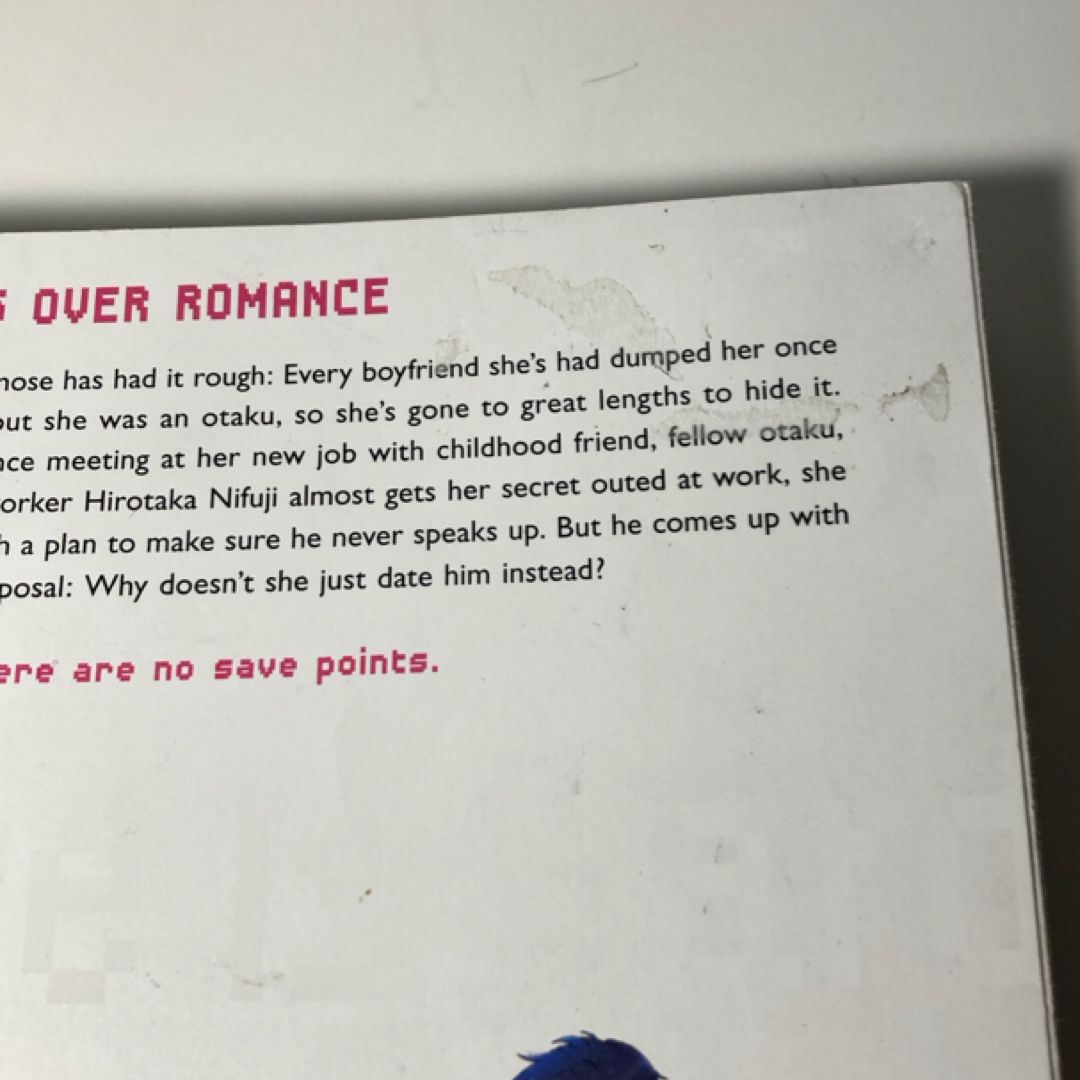 OVER ROMANCE
nose has had it rough: Every boyfriend she's had dumped her once
out she was an otaku, so she's gone to great lengths to hide it.
nce meeting at her new job with childhood friend, fellow otaku,
orker Hirotaka Nifuji almost gets her secret outed at work, she
h a plan to make sure he never speaks up. But he comes up with
posal: Why doesn't she just date him instead?
ere are no save points.